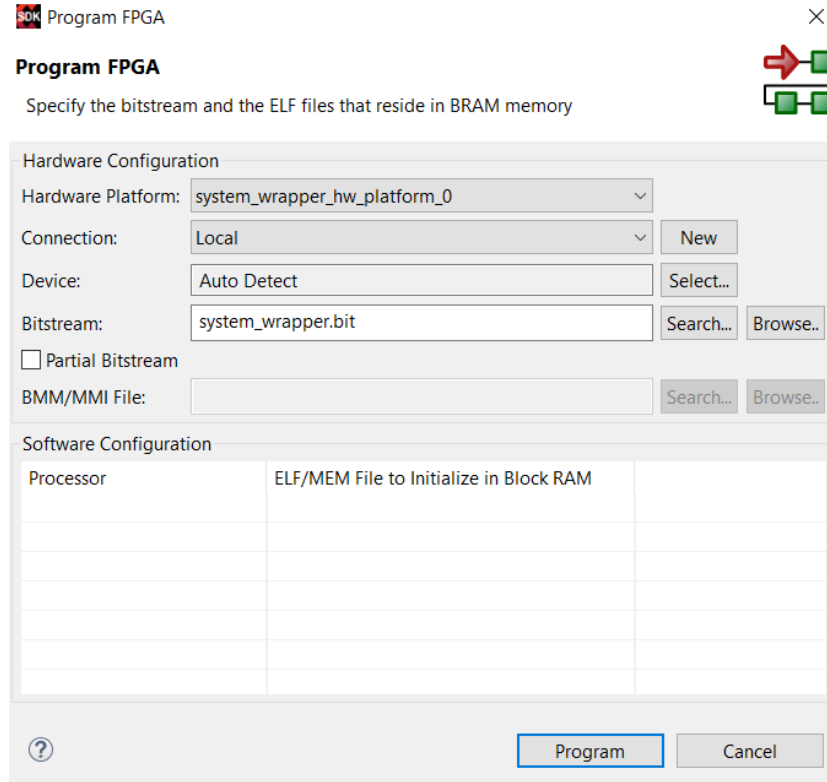 SDK Program FPGA
Program FPGA
Specify the bitstream and the ELF files that reside in BRAM memory
Hardware Configuration
Hardware Platform: system_wrapper_hw_platform_0
Connection: Local New
Device: Auto Detect Select...
Bitstream: system_wrapper.bit Search... Browse..
Partial Bitstream
BMM/MMI File: Search... Browse..
Software Configuration
Processor ELF/MEM File to Initialize in Block RAM
? Program Cancel